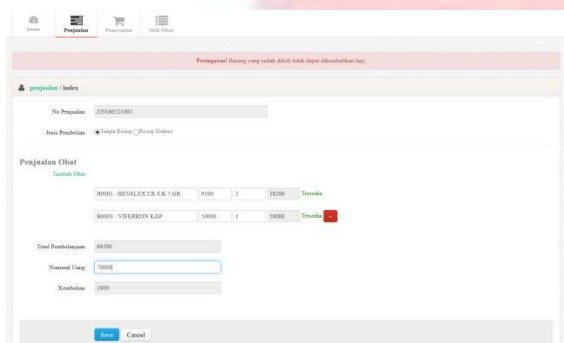 home Penjualan Pemesanan Stok Obat
Peringatan! Barang yang sudah dibeli tidak dapat dikembalikan lagi.
penjualan / index
No Penjualan J20160321001
Jenis Pembelian Tanpa Resep Resep Dokter
Penjualan Obat
Tambah Obat
B0001 - BEVALEX CR S.K 5 GR 9100 2 18200 Tersedia
B0003 - VIFERRON KAP 50000 1 50000 Tersedia -
Total Pembelanjaan 68200
Nominal Uang 70000
Kembalian 1800
Save Cancel